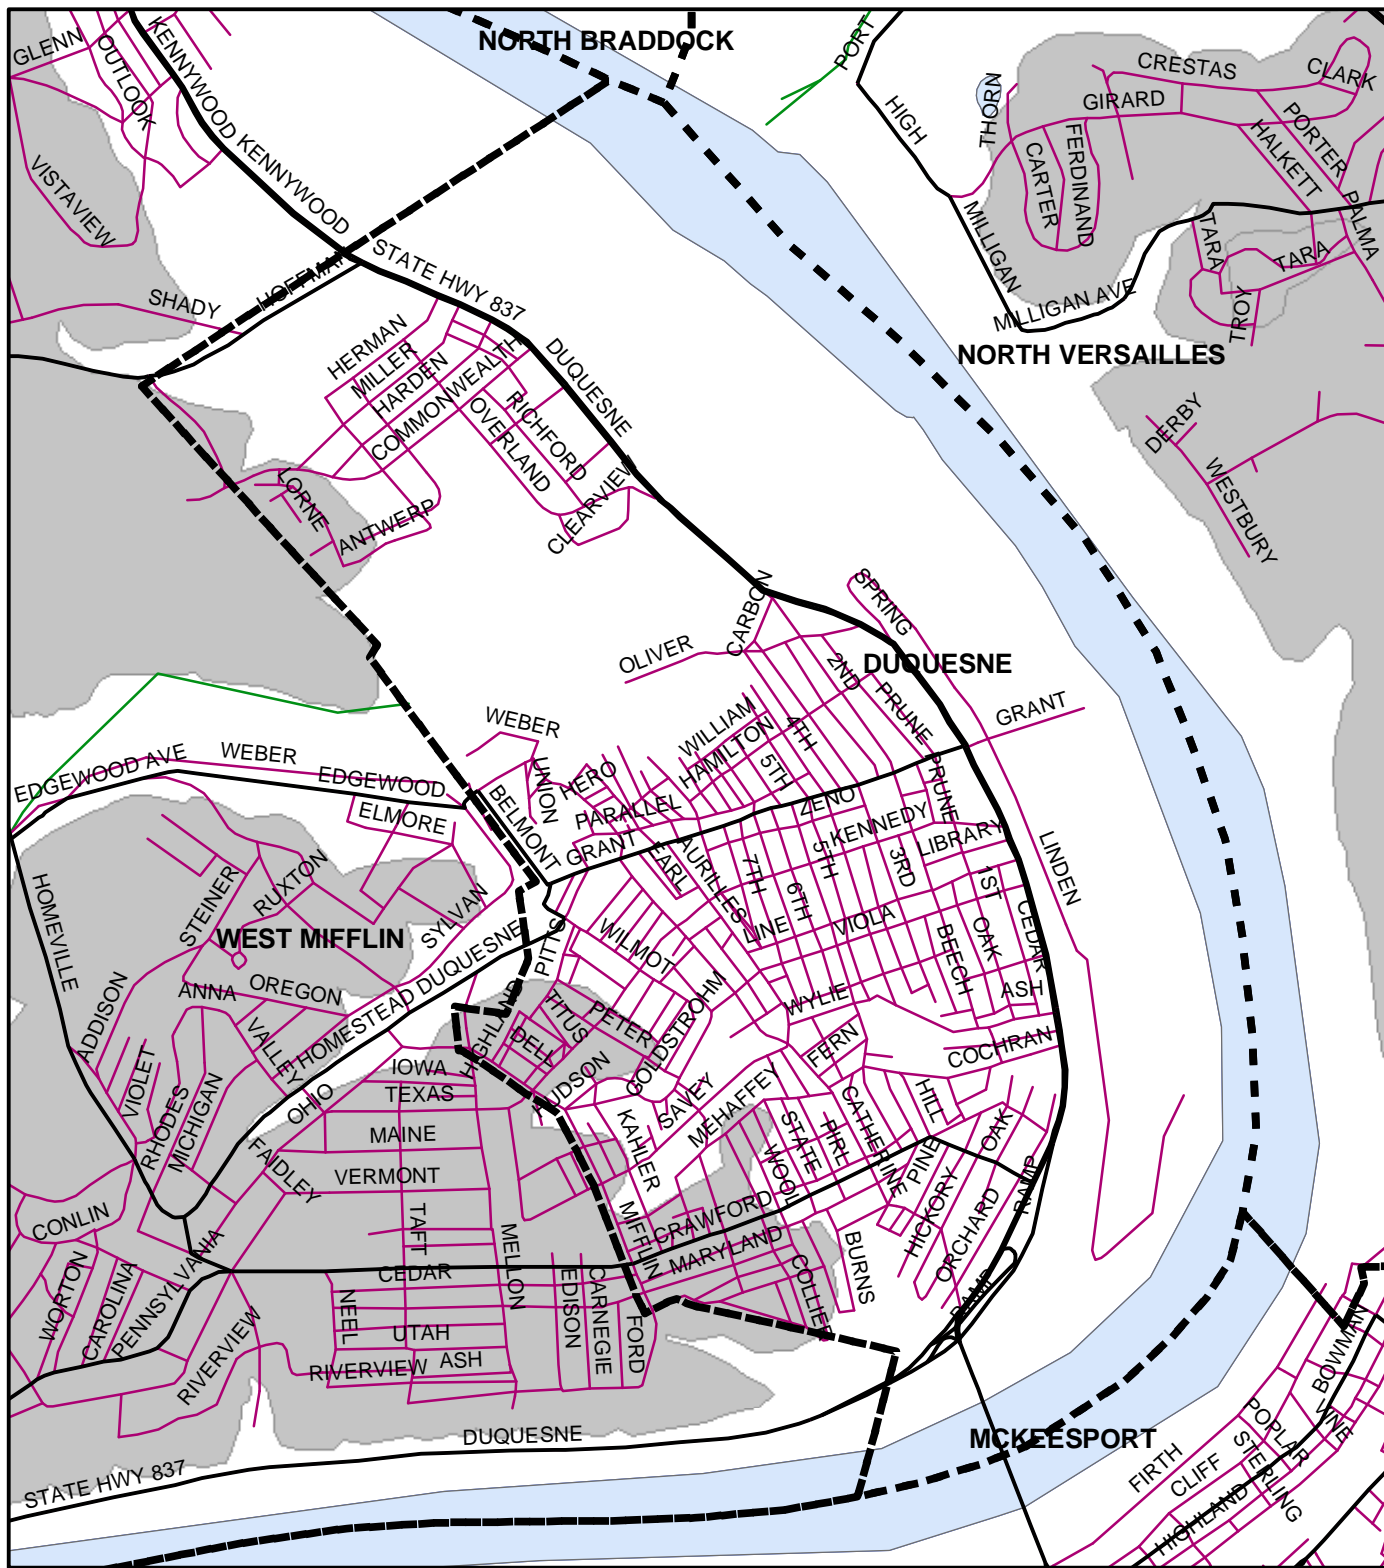 NORTH BRADDOCK
GLENN
OUTLOOK
KENNYWOOD
KENNYWOOD
PORT
HIGH
THORN
CRESTAS
CLARK
GIRARD
PORTER
HALKETT
FERDINAND
CARTER
VISTAVIEW
MILLIGAN
PALMA
TARA
TARA
TROY
MILLIGAN AVE
NORTH VERSAILLES
STATE HWY 837
HOFFMAN
SHADY
HERMAN
MILLER
HARDEN
COMMONWEALTH
DUQUESNE
RICHFORD
OVERLAND
CLEARVIEW
LORNE
ANTWERP
DERBY
WESTBURY
SPRING
CARBON
OLIVER
2ND
DUQUESNE
PRUNE
GRANT
WEBER
WILLIAM
HAMILTON
4TH
5TH
EDGEWOOD AVE
WEBER
EDGEWOOD
ELMORE
BELMONT
UNION
HERO
PARALLEL
GRANT
EARL
AURILLES
ZENO
KENNEDY
PRUNE
LIBRARY
LINDEN
7TH
6TH
5TH
3RD
1ST
HOMEVILLE
STEINER
RUXTON
WEST MIFFLIN
SYLVAN
HOMESTEAD DUQUESNE
PITTS
WILMOT
LINE
VIOLA
BEECH
OAK
CEDAR
ASH
ADDISON
ANNA
OREGON
VALLEY
HIGHLAND
TITUS
PETER
DELL
GOLDSTROHM
WYLIE
FERN
COCHRAN
VIOLET
RHODES
MICHIGAN
OHIO
IOWA
TEXAS
HUDSON
KAHLER
SAVEY
MEHAFFEY
STATE
PIRL
CATHERINE
HILL
OAK
MAINE
FAIDLEY
VERMONT
WOOL
PINE
HICKORY
ORCHARD
RAMP
CONLIN
WORTON
CAROLINA
PENNSYLVANIA
TAFT
MELLON
MIFFLIN
CRAWFORD
MARYLAND
COLLIER
BURNS
RAMP
CEDAR
NEEL
UTAH
EDISON
CARNEGIE
FORD
RIVERVIEW
RIVERVIEW
ASH
DUQUESNE
STATE HWY 837
MCKEESPORT
BOWMAN
VINE
POPLAR
STERLING
FIRTH
CLIFF
HIGHLAND